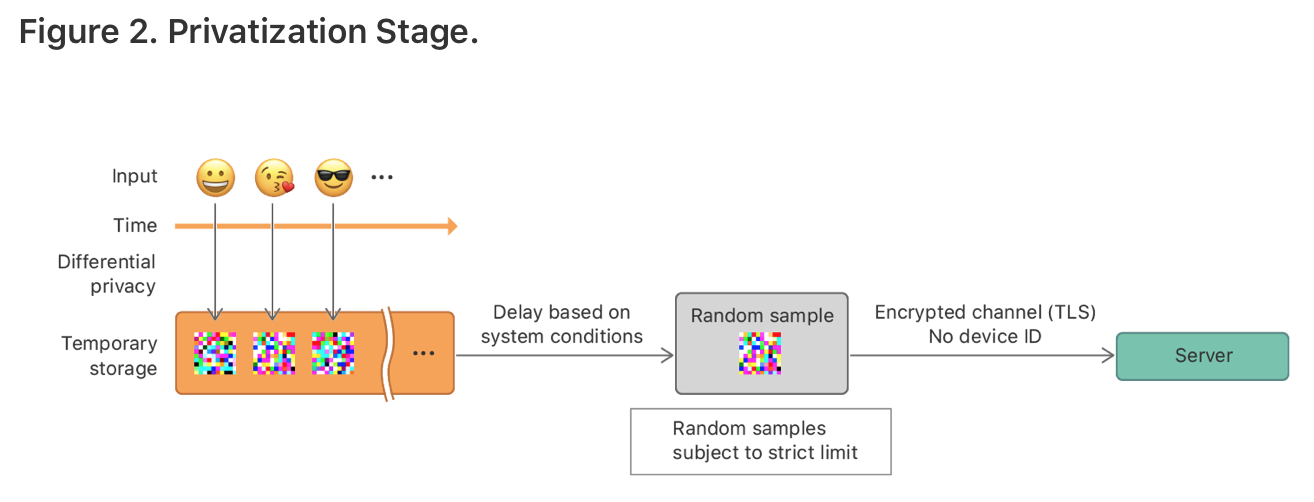 Figure 2. Privatization Stage.
Input
...
Time
Differential
privacy
Temporary
storage
...
Delay based on
system conditions
Random sample
Encrypted channel (TLS)
No device ID
Server
Random samples
subject to strict limit